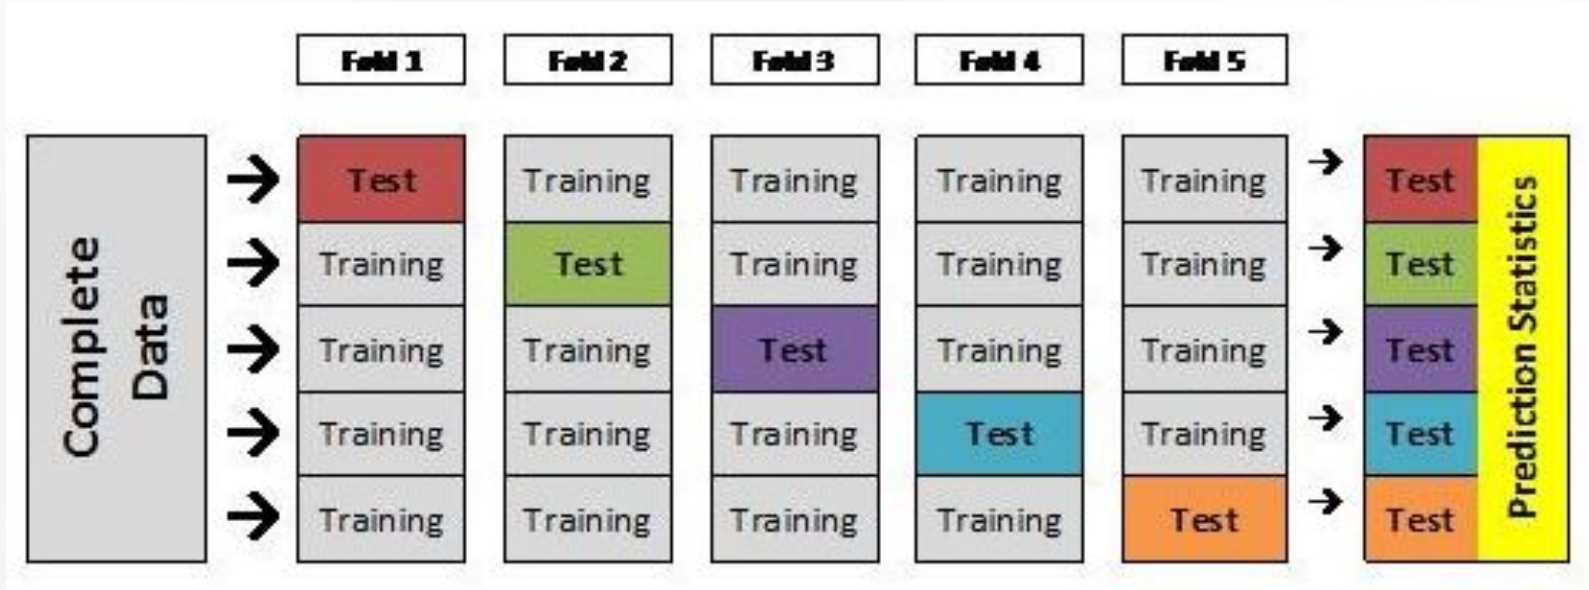 Fold 1 Fold 2 Fold 3 Fold 4 Fold 5
Complete
Data
Test Training Training Training Training Test
Training Test Training Training Training Test
Training Training Test Training Training Test
Training Training Training Test Training Test
Training Training Training Training Test Test
Prediction Statistics